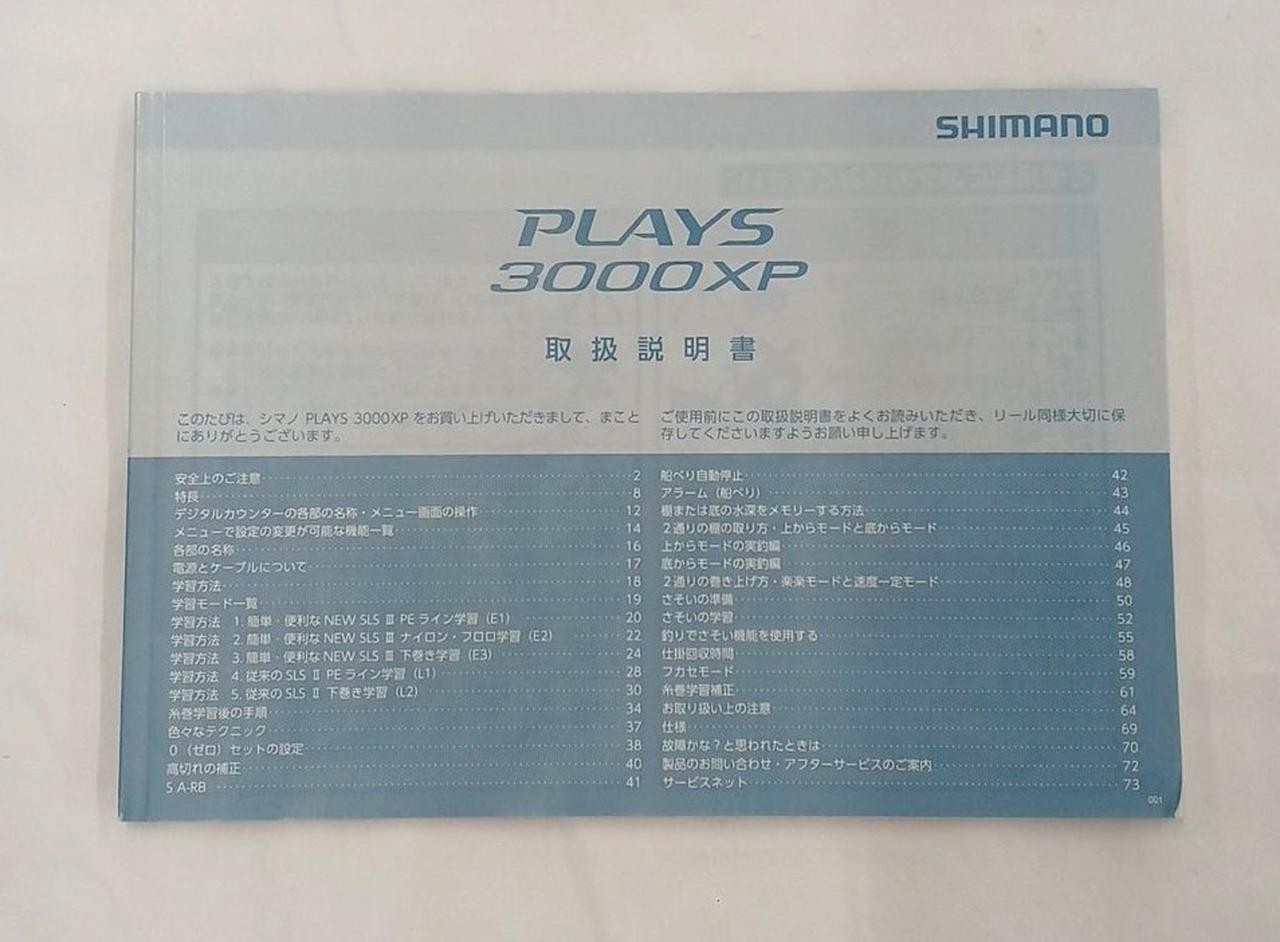 SHIMANO
PLAYS
3000XP
取扱説明書
このたびは、シマノ PLAYS 3000XP をお買い上げいただきまして、まこと
にありがとうございます。
ご使用前にこの取扱説明書をよくお読みいただき、リール同様大切に保
存してくださいますようお願い申し上げます。
安全上のご注意 2
特長 8
デジタルカウンターの各部の名称・メニュー画面の操作 12
メニューで設定の変更が可能な機能一覧 14
各部の名称 16
電源とケーブルについて 17
学習方法 18
学習モード一覧 19
学習方法 1. 簡単・便利な NEW SLS Ⅲ PE ライン学習（E1） 20
学習方法 2. 簡単・便利な NEW SLS Ⅲ ナイロン・フロロ学習（E2） 22
学習方法 3. 簡単・便利な NEW SLS Ⅲ 下巻き学習（E3） 24
学習方法 4. 従来の SLS Ⅱ PE ライン学習（L1） 28
学習方法 5. 従来の SLS Ⅱ 下巻き学習（L2） 30
糸巻学習後の手順 34
色々なテクニック 37
0（ゼロ）セットの設定 38
高切れの補正 40
S A-RB 41
船べり自動停止 42
アラーム（船べり） 43
棚または底の水深をメモリーする方法 44
2通りの棚の取り方・上からモードと底からモード 45
上からモードの実釣編 46
底からモードの実釣編 47
2通りの巻き上げ方・楽楽モードと速度一定モード 48
さそいの準備 50
さそいの学習 52
釣りでさそい機能を使用する 55
仕掛回収時間 58
フカセモード 59
糸巻学習補正 61
お取り扱い上の注意 64
仕様 69
故障かな？と思われたときは 70
製品のお問い合わせ・アフターサービスのご案内 72
サービスネット 73
001